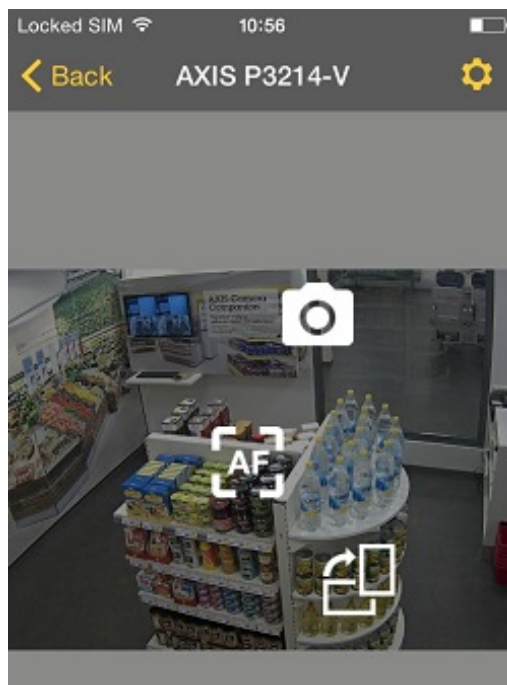 Locked SIM 10:56
Back AXIS P3214-V
AXIS Camera
Companion
AF